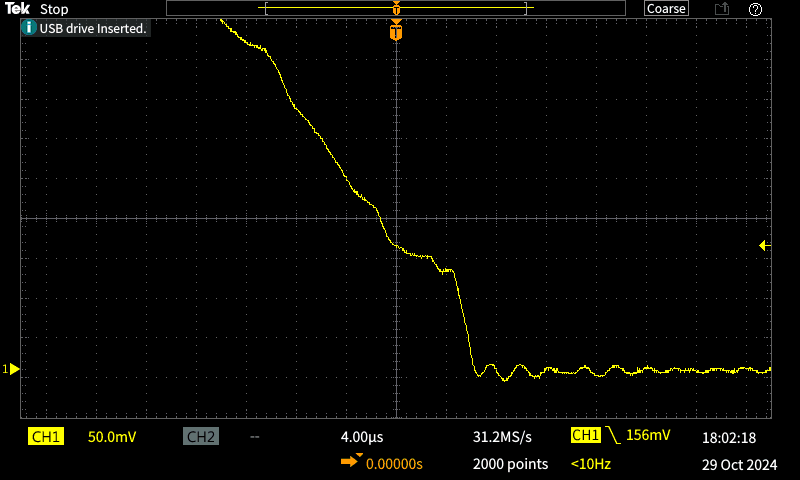 Tek Stop T Coarse ?
i USB drive Inserted.
T
1
CH1 50.0mV CH2 -- 4.00µs 31.2MS/s CH1 156mV 18:02:18
0.00000s 2000 points <10Hz 29 Oct 2024